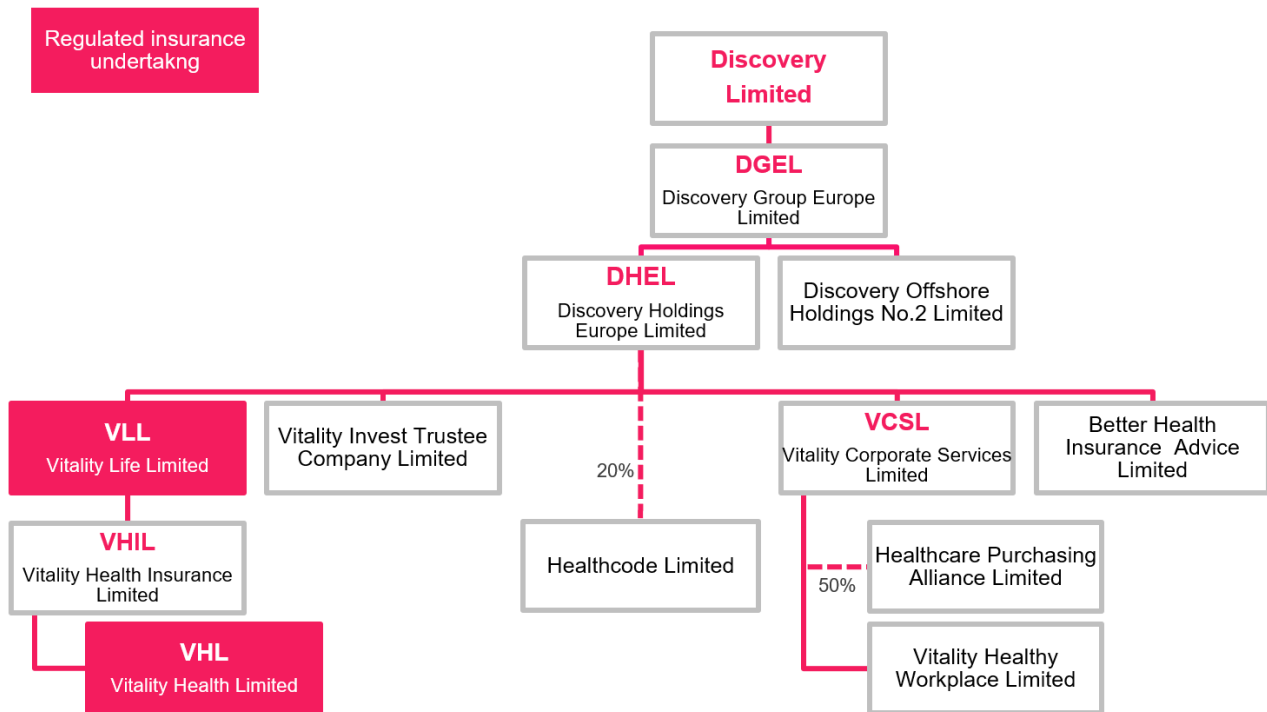 Regulated insurance
undertakng
Discovery
Limited
DGEL
Discovery Group Europe
Limited
DHEL
Discovery Holdings
Europe Limited
Discovery Offshore
Holdings No.2 Limited
VLL
Vitality Life Limited
Vitality Invest Trustee
Company Limited
20%
VCSL
Vitality Corporate Services
Limited
Better Health
Insurance  Advice
Limited
VHIL
Vitality Health Insurance
Limited
Healthcode Limited
Healthcare Purchasing
Alliance Limited
50%
VHL
Vitality Health Limited
Vitality Healthy
Workplace Limited